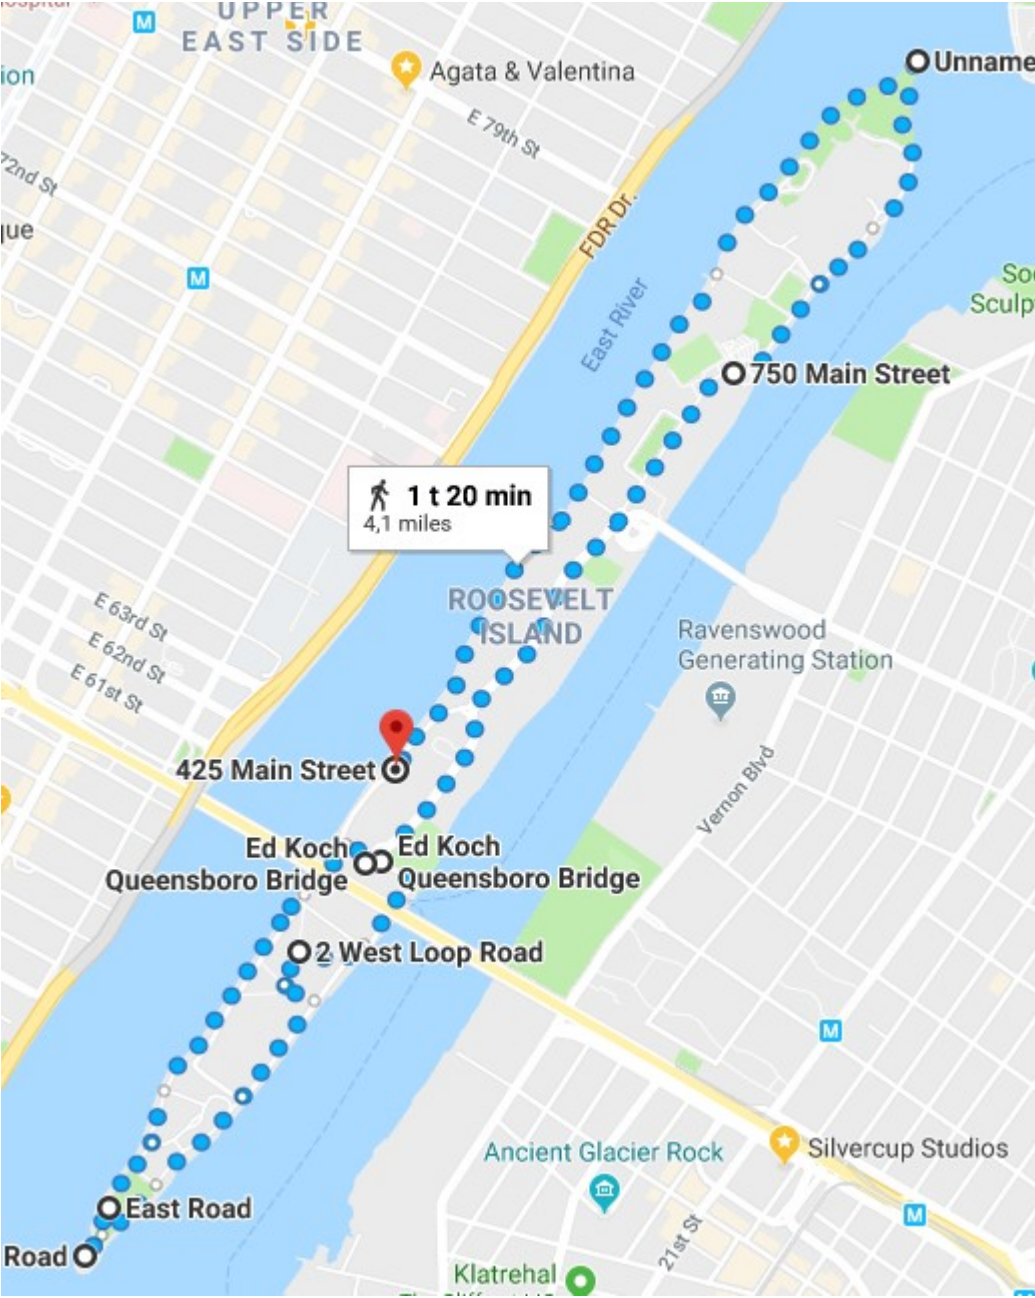 UPPER
EAST SIDE
M
ion
Agata & Valentina
Unname
E 79th St
72nd St
que
M
FDR Dr.
East River
Soc
Sculp
750 Main Street
1 t 20 min
4,1 miles
ROOSEVELT
ISLAND
E 63rd St
E 62nd St
E 61st St
Ravenswood
Generating Station
425 Main Street
Vernon Blvd
Ed Koch
Queensboro Bridge
Ed Koch
Queensboro Bridge
2 West Loop Road
M
Silvercup Studios
Ancient Glacier Rock
East Road
M
Road
21st St
Klatrehal